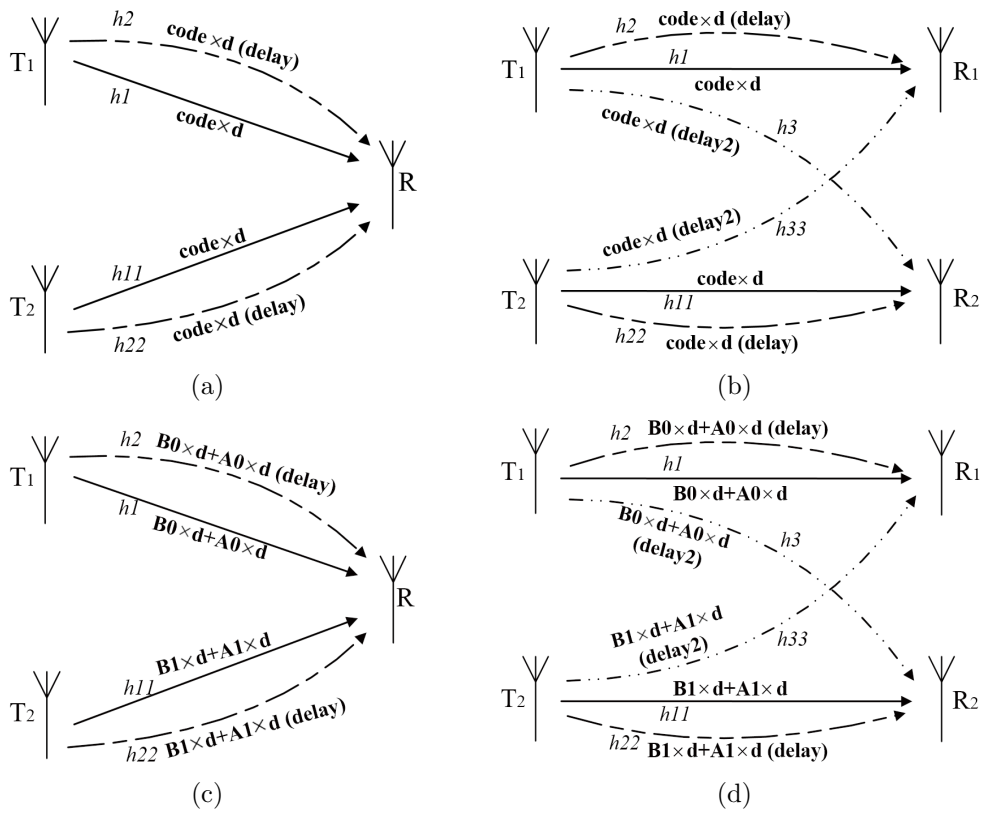 h2
code×d (delay)
T1
h1
code×d
R
code×d
h11
T2
code×d (delay)
h22
(a)
code×d (delay)
h2
h1
T1
R1
code×d
code×d (delay2)
h3
code×d (delay2)
h33
code×d
T2
R2
h11
h22
code×d (delay)
(b)
h2
B0×d+A0×d (delay)
T1
h1
B0×d+A0×d
R
B1×d+A1×d
h11
T2
h22
B1×d+A1×d (delay)
(c)
B0×d+A0×d (delay)
h2
h1
T1
R1
B0×d+A0×d
B0×d+A0×d
(delay2)
h3
B1×d+A1×d
(delay2)
h33
B1×d+A1×d
T2
R2
h11
h22
B1×d+A1×d (delay)
(d)